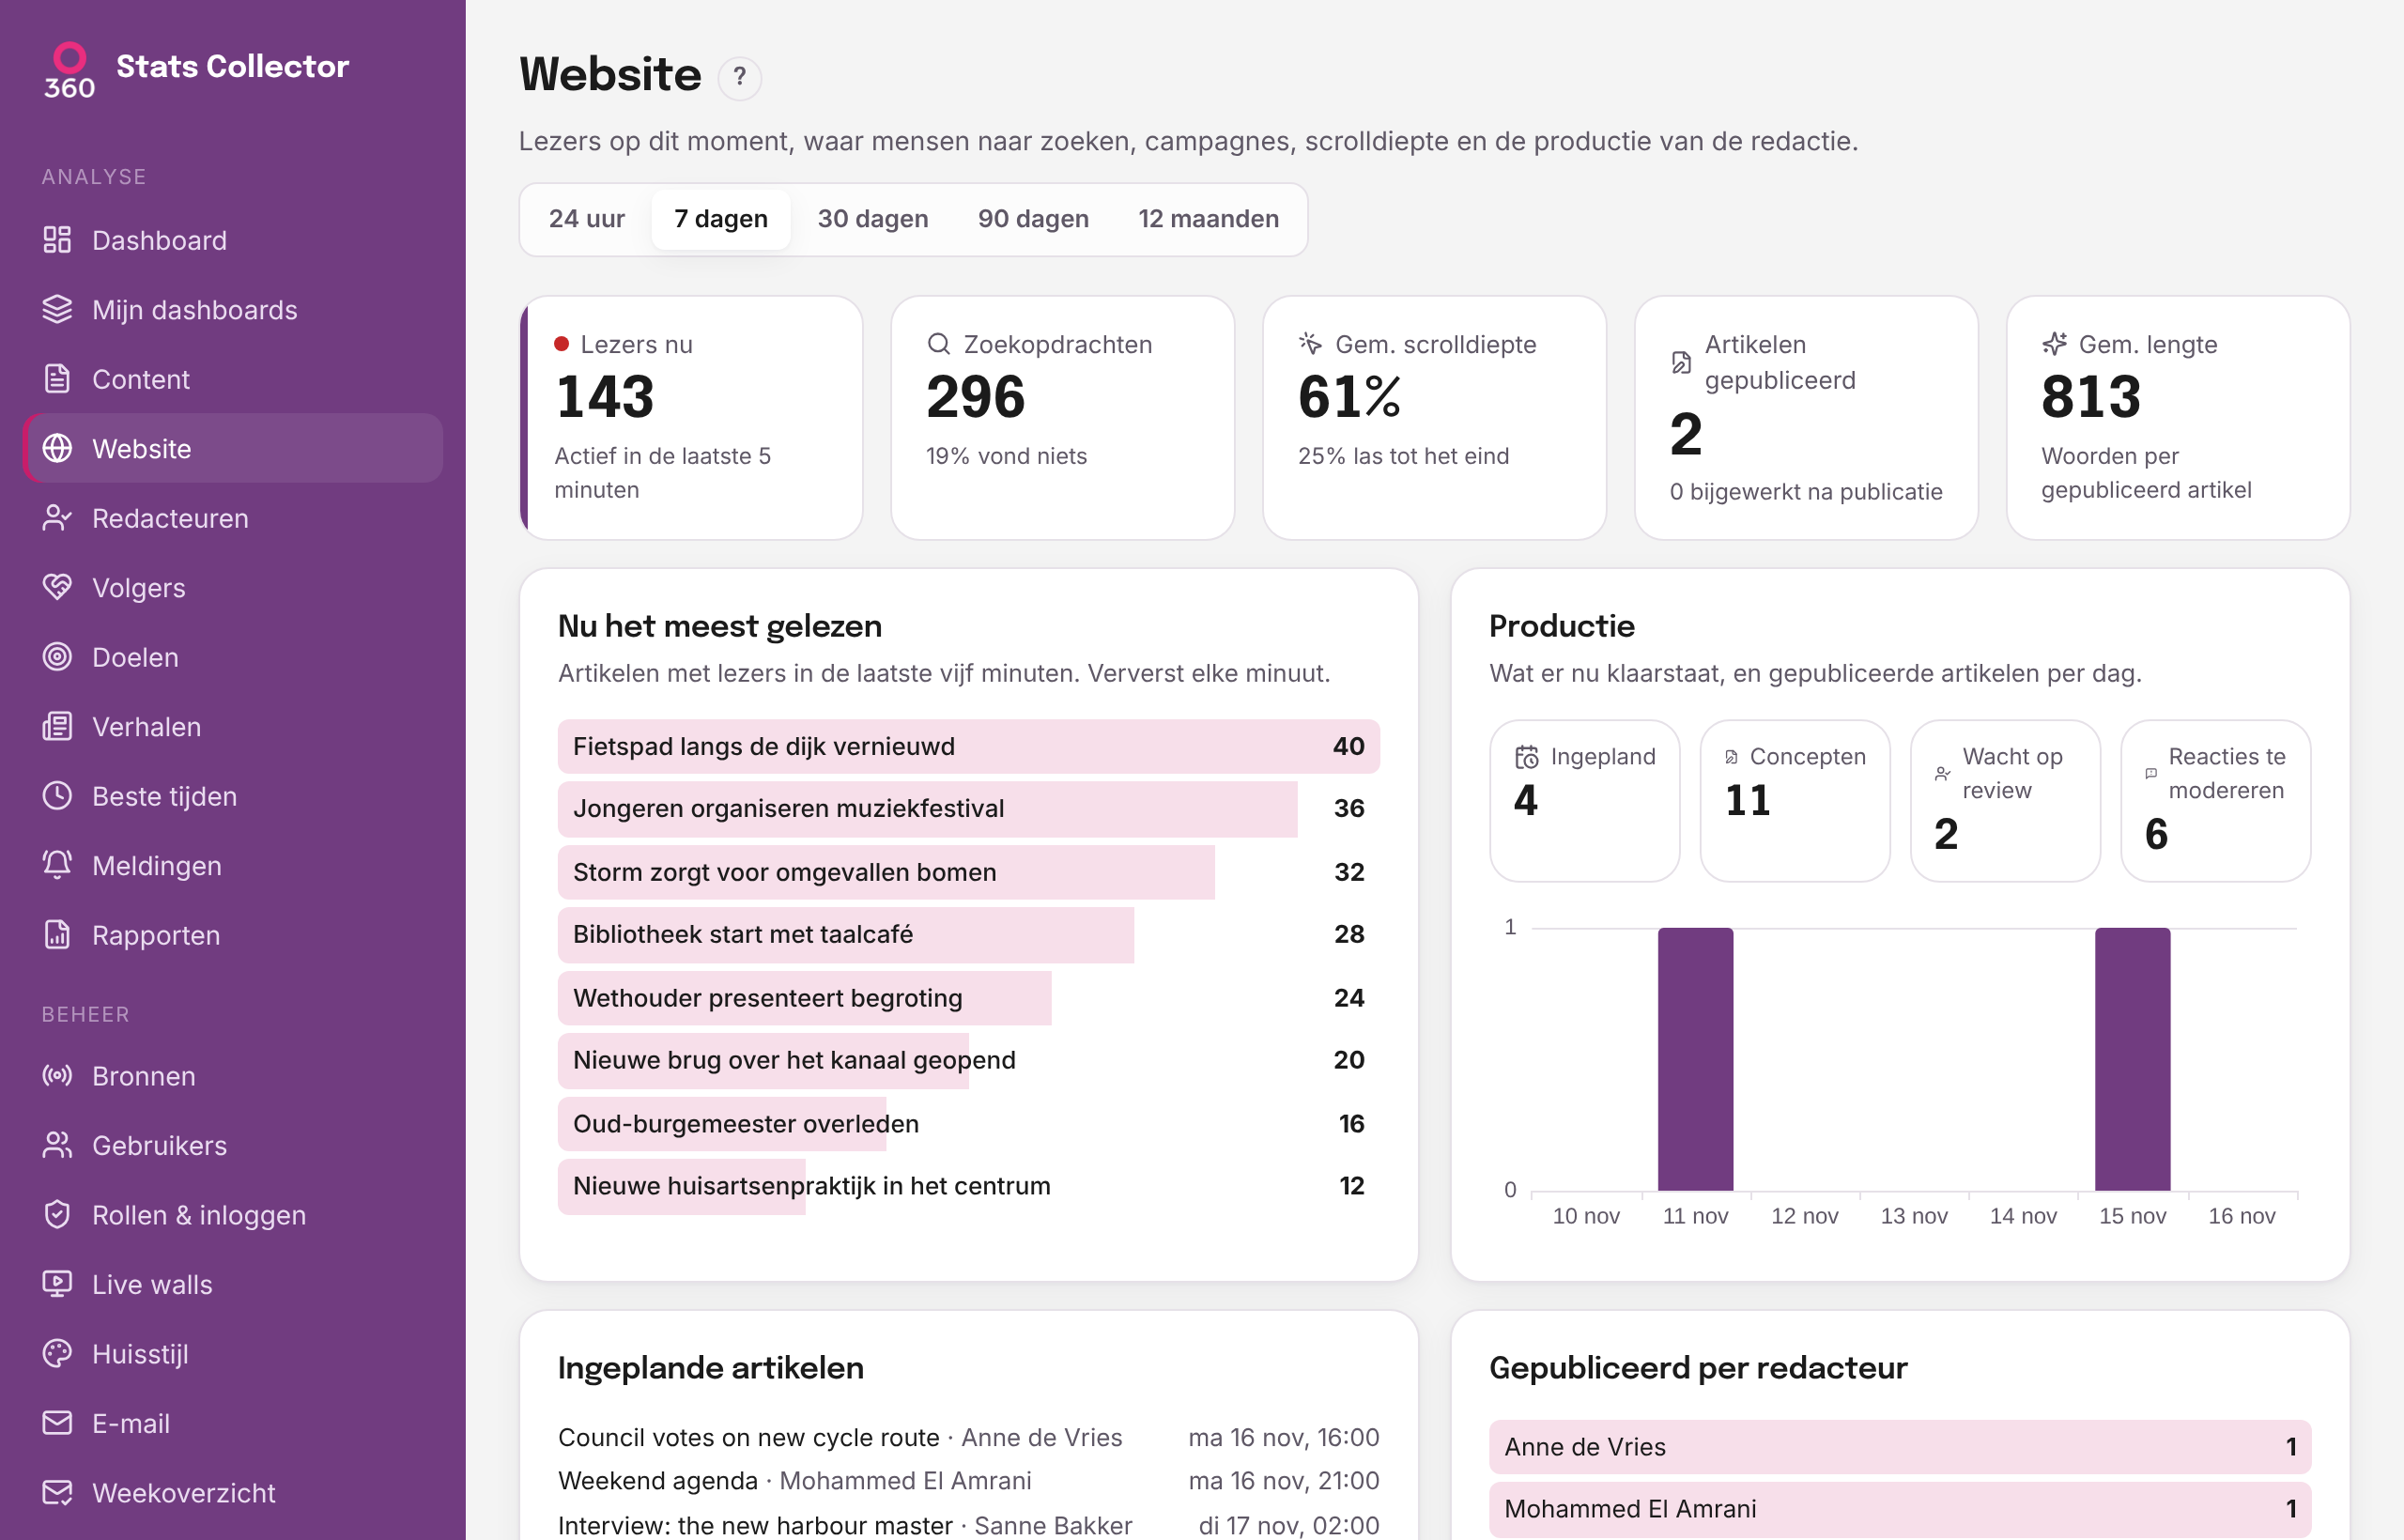 360
Stats Collector
ANALYSE
Dashboard
Mijn dashboards
Content
Website
Redacteuren
Volgers
Doelen
Verhalen
Beste tijden
Meldingen
Rapporten
BEHEER
Bronnen
Gebruikers
Rollen & inloggen
Live walls
Huisstijl
E-mail
Weekoverzicht
Website ?
Lezers op dit moment, waar mensen naar zoeken, campagnes, scrolldiepte en de productie van de redactie.
24 uur 7 dagen 30 dagen 90 dagen 12 maanden
Lezers nu
143
Actief in de laatste 5
minuten
Zoekopdrachten
296
19% vond niets
Gem. scrolldiepte
61%
25% las tot het eind
Artikelen
gepubliceerd
2
0 bijgewerkt na publicatie
Gem. lengte
813
Woorden per
gepubliceerd artikel
Nu het meest gelezen
Artikelen met lezers in de laatste vijf minuten. Ververst elke minuut.
Fietspad langs de dijk vernieuwd 40
Jongeren organiseren muziekfestival 36
Storm zorgt voor omgevallen bomen 32
Bibliotheek start met taalcafé 28
Wethouder presenteert begroting 24
Nieuwe brug over het kanaal geopend 20
Oud-burgemeester overleden 16
Nieuwe huisartsenpraktijk in het centrum 12
Productie
Wat er nu klaarstaat, en gepubliceerde artikelen per dag.
Ingepland
4
Concepten
11
Wacht op
review
2
Reacties te
modereren
6
1
0
10 nov 11 nov 12 nov 13 nov 14 nov 15 nov 16 nov
Ingeplande artikelen
Council votes on new cycle route · Anne de Vries ma 16 nov, 16:00
Weekend agenda · Mohammed El Amrani ma 16 nov, 21:00
Interview: the new harbour master · Sanne Bakker di 17 nov, 02:00
Gepubliceerd per redacteur
Anne de Vries 1
Mohammed El Amrani 1